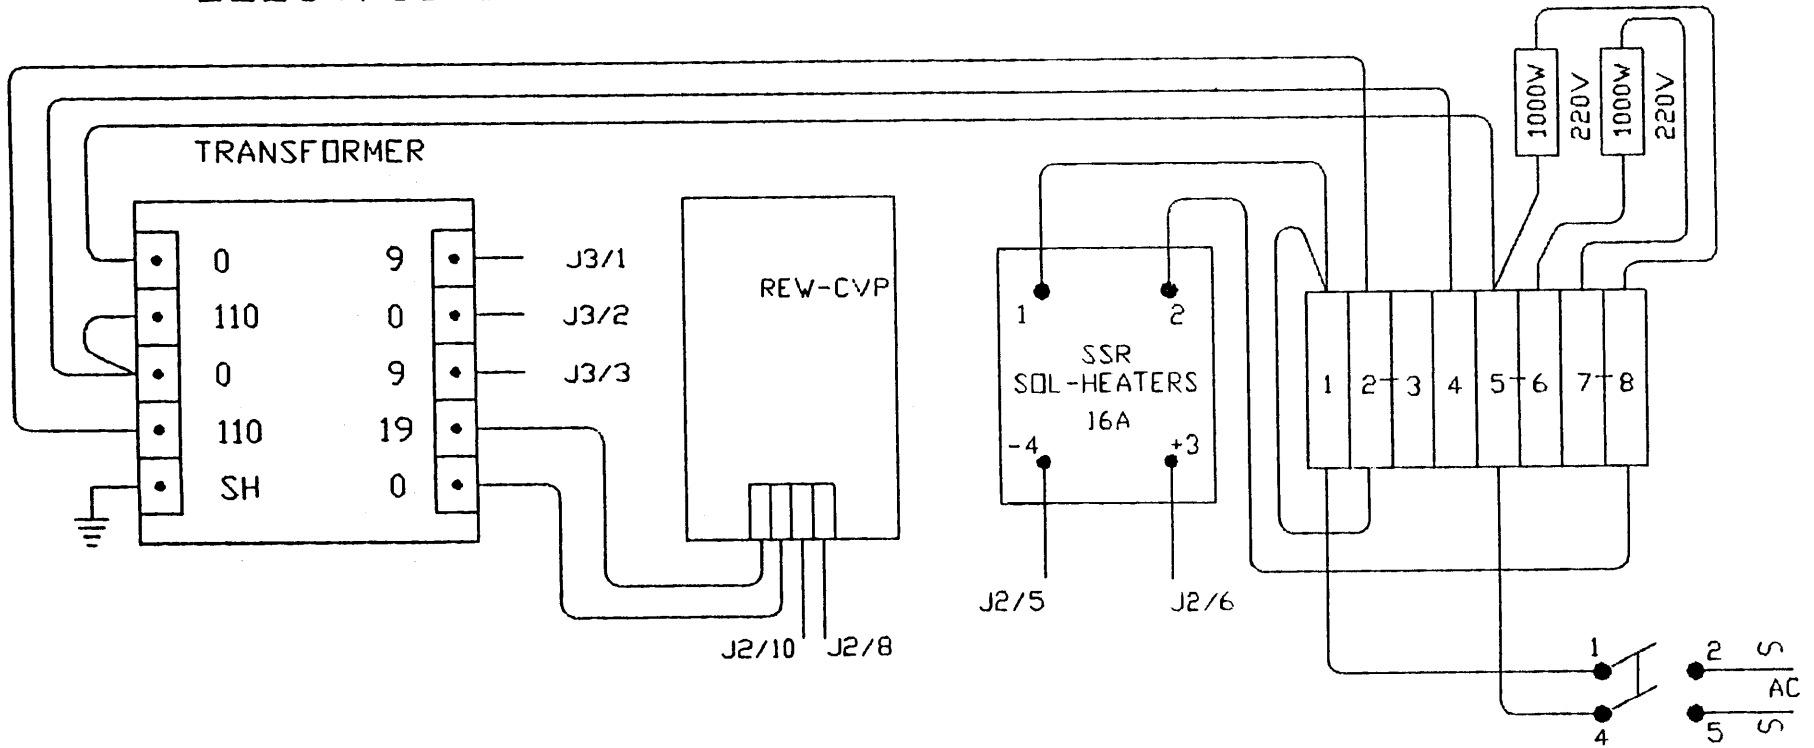 TRANSFORMER
0 9 J3/1
110 0 J3/2
0 9 J3/3
110 19
SH 0
REW-CVP
J2/10 J2/8
1 2
SSR
SOL-HEATERS
16A
-4 +3
J2/5 J2/6
1000W 220V 1000W 220V
1 2 3 4 5 6 7 8
1 2 S
AC
4 5 S